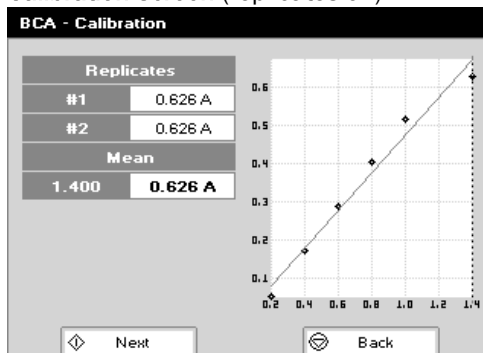 BCA - Calibration
Replicates
#1 0.626 A
#2 0.626 A
Mean
1.400 0.626 A
0.6
0.5
0.4
0.3
0.2
0.1
0.2 0.4 0.6 0.8 1.0 1.2 1.4
Next Back